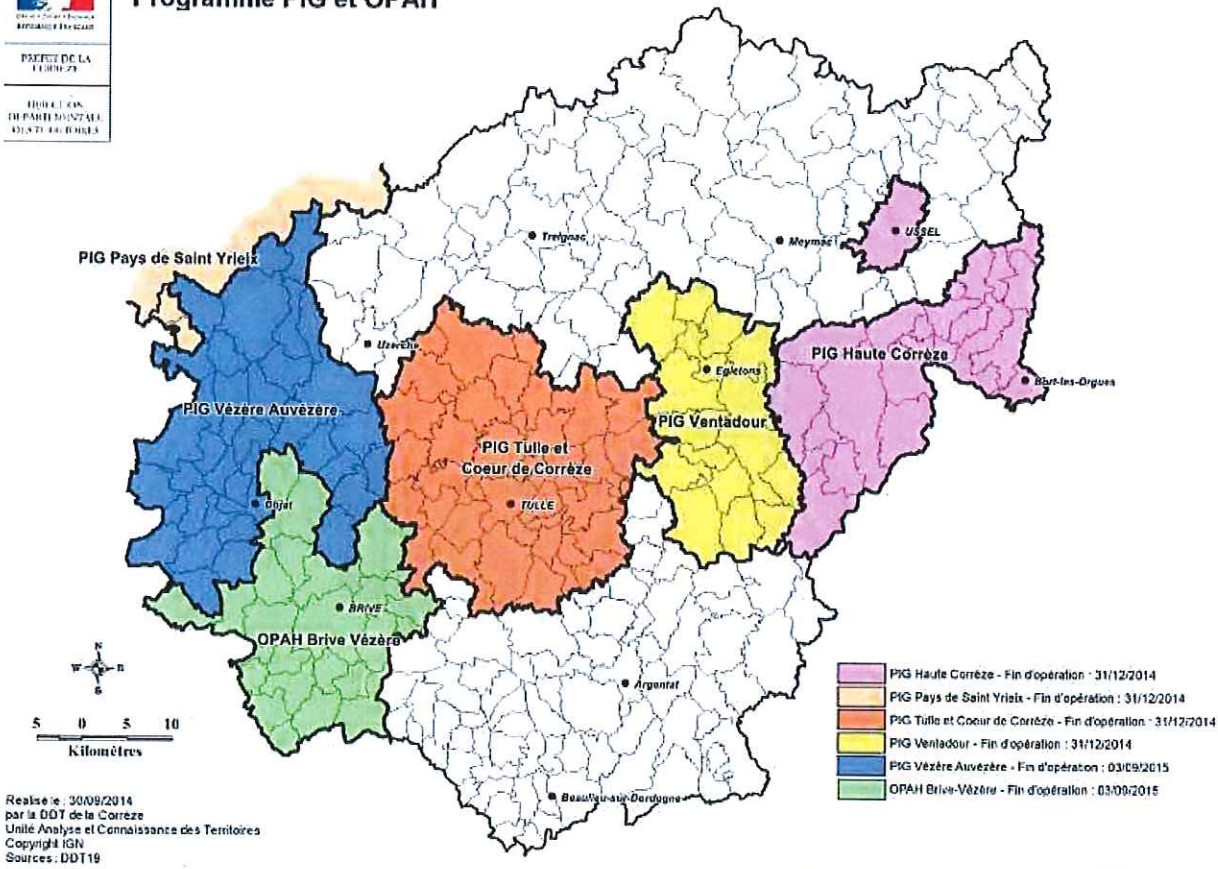 Programme PIG et OPAH
PREFET DE LA
CORREZE
DIRECTION
DEPARTEMENTALE
DES TERRITOIRES
PIG Pays de Saint Yrieix
Treignac
Meymac
USSEL
Uzerche
PIG Haute Corrèze
Egletons
Bort-les-Orgues
PIG Vézère Auvézère
PIG Ventadour
PIG Tulle et
Coeur de Corrèze
TULLE
BRIVE
OPAH Brive Vézère
Argentat
Beaulieu-sur-Dordogne
N
W E
S
5 0 5 10
Kilomètres
PIG Haute Corrèze - Fin d'opération : 31/12/2014
PIG Pays de Saint Yrieix - Fin d'opération : 31/12/2014
PIG Tulle et Coeur de Corrèze - Fin d'opération : 31/12/2014
PIG Ventadour - Fin d'opération : 31/12/2014
PIG Vézère Auvézère - Fin d'opération : 03/09/2015
OPAH Brive-Vézère - Fin d'opération : 03/09/2015
Réalisé le : 30/09/2014
par la DDT de la Corrèze
Unité Analyse et Connaissance des Territoires
Copyright IGN
Sources : DDT19